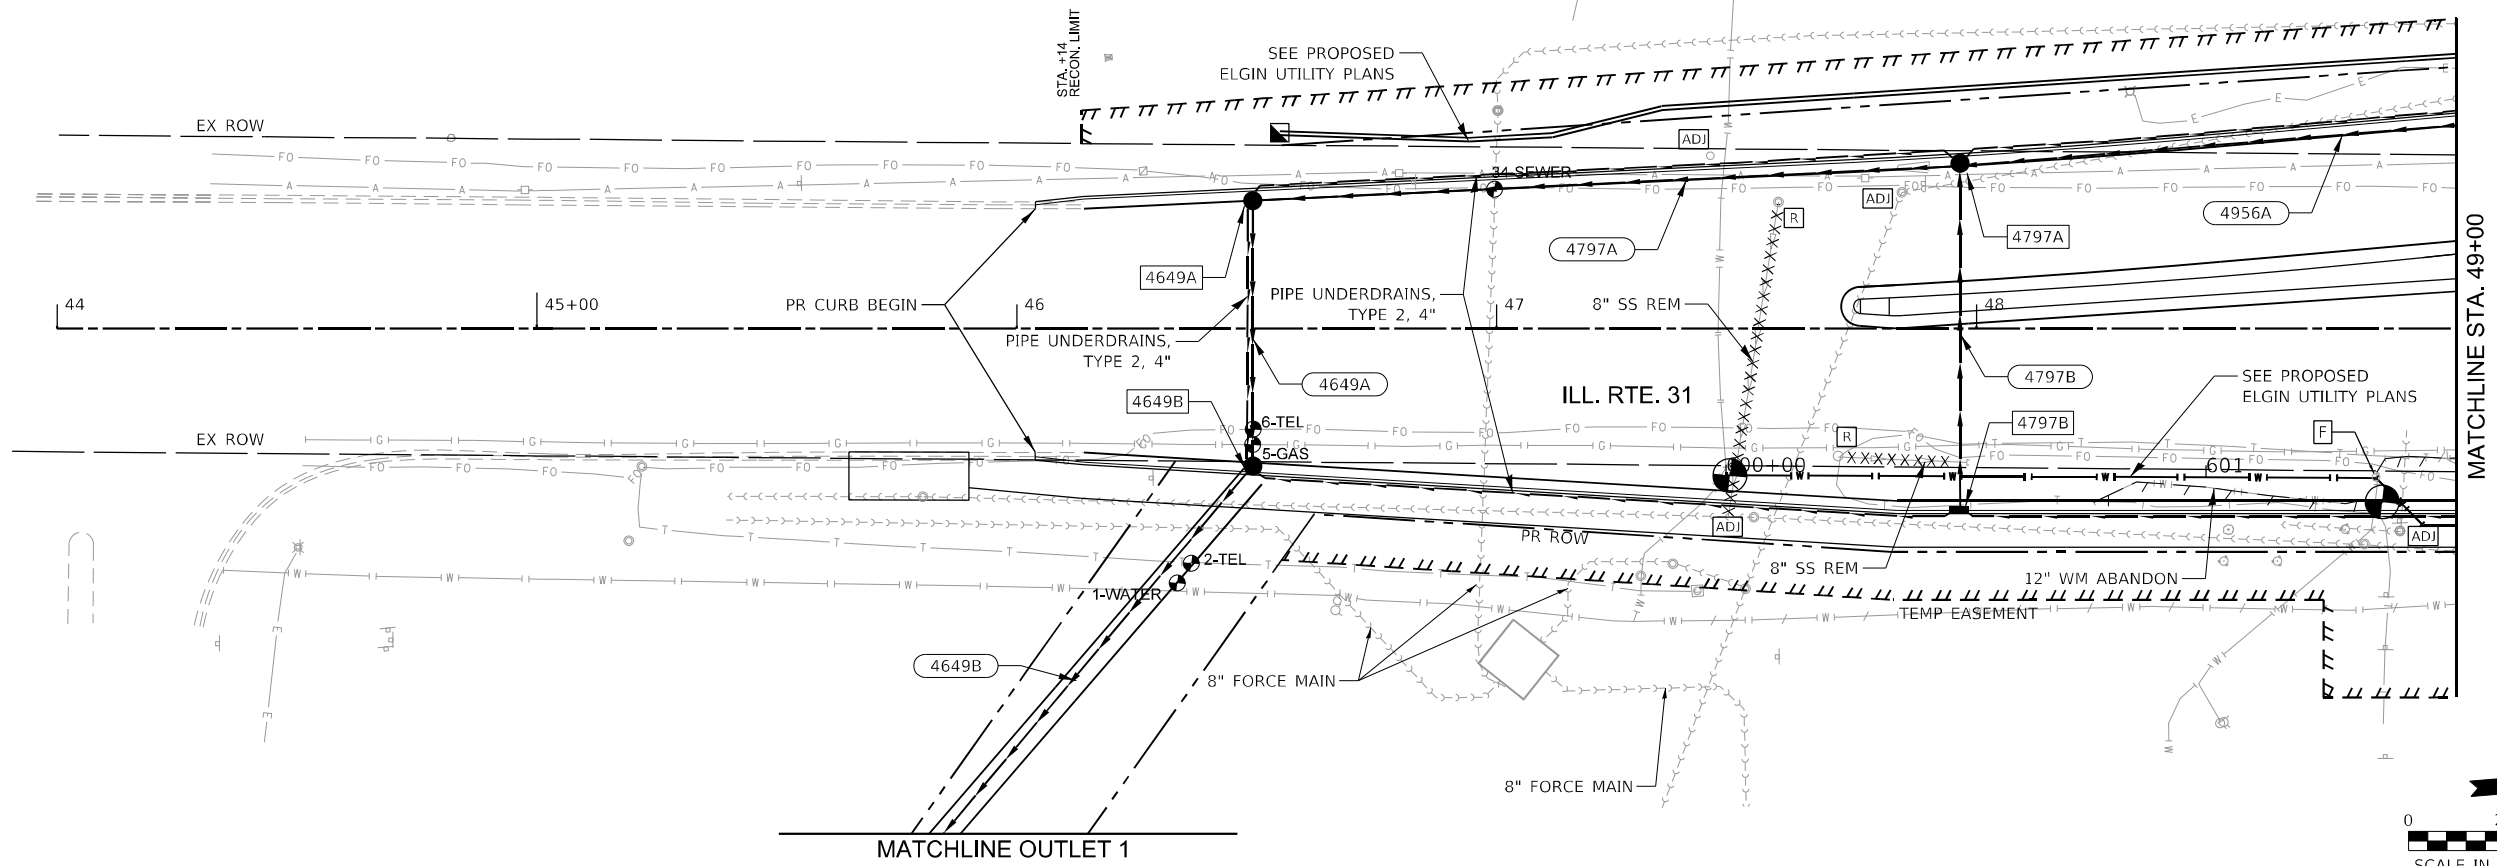 STA. +14
RECON. LIMIT
SEE PROPOSED
ELGIN UTILITY PLANS
EX ROW
ADJ
34-SEWER
ADJ
R
4956A
4797A
4797A
4649A
MATCHLINE STA. 49+00
44
45+00
46
47
48
PR CURB BEGIN
PIPE UNDERDRAINS,
TYPE 2, 4"
8" SS REM
PIPE UNDERDRAINS,
TYPE 2, 4"
4649A
4797B
SEE PROPOSED
ELGIN UTILITY PLANS
4649B
ILL. RTE. 31
4797B
6-TEL
EX ROW
R
F
5-GAS
600+00
601
ADJ
PR ROW
ADJ
2-TEL
8" SS REM
12" WM ABANDON
1-WATER
TEMP EASEMENT
4649B
8" FORCE MAIN
8" FORCE MAIN
MATCHLINE OUTLET 1
0
SCALE IN